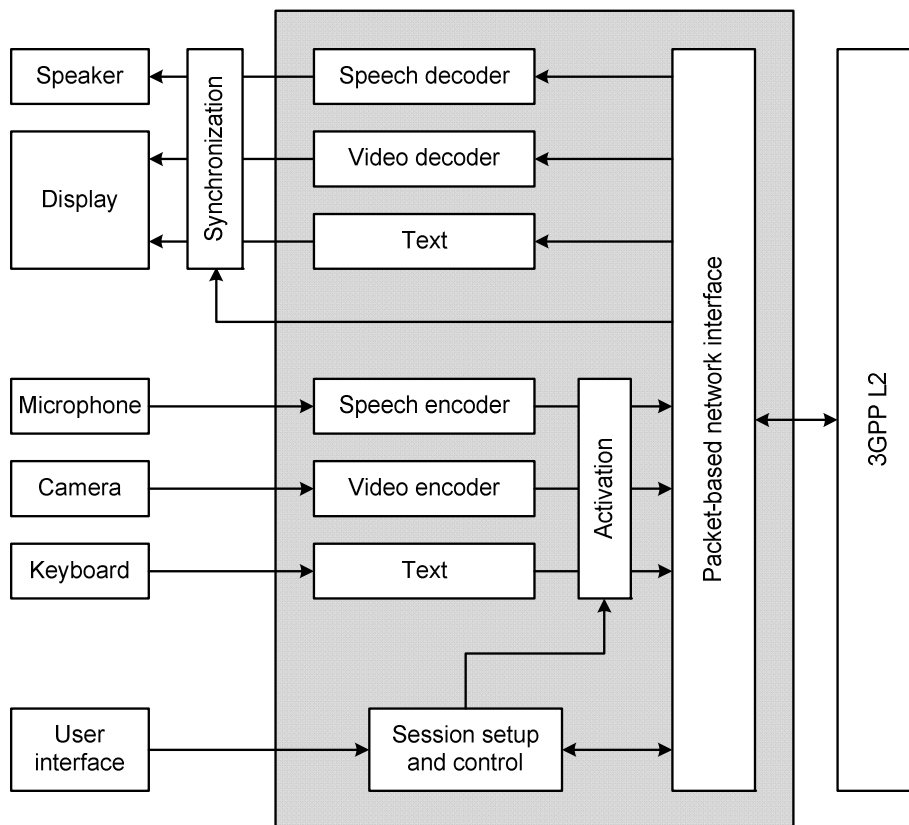 Speaker
Speech decoder
Display
Video decoder
Text
Synchronization
Microphone
Speech encoder
Camera
Video encoder
Keyboard
Text
Activation
Packet-based network interface
3GPP L2
User
interface
Session setup
and control